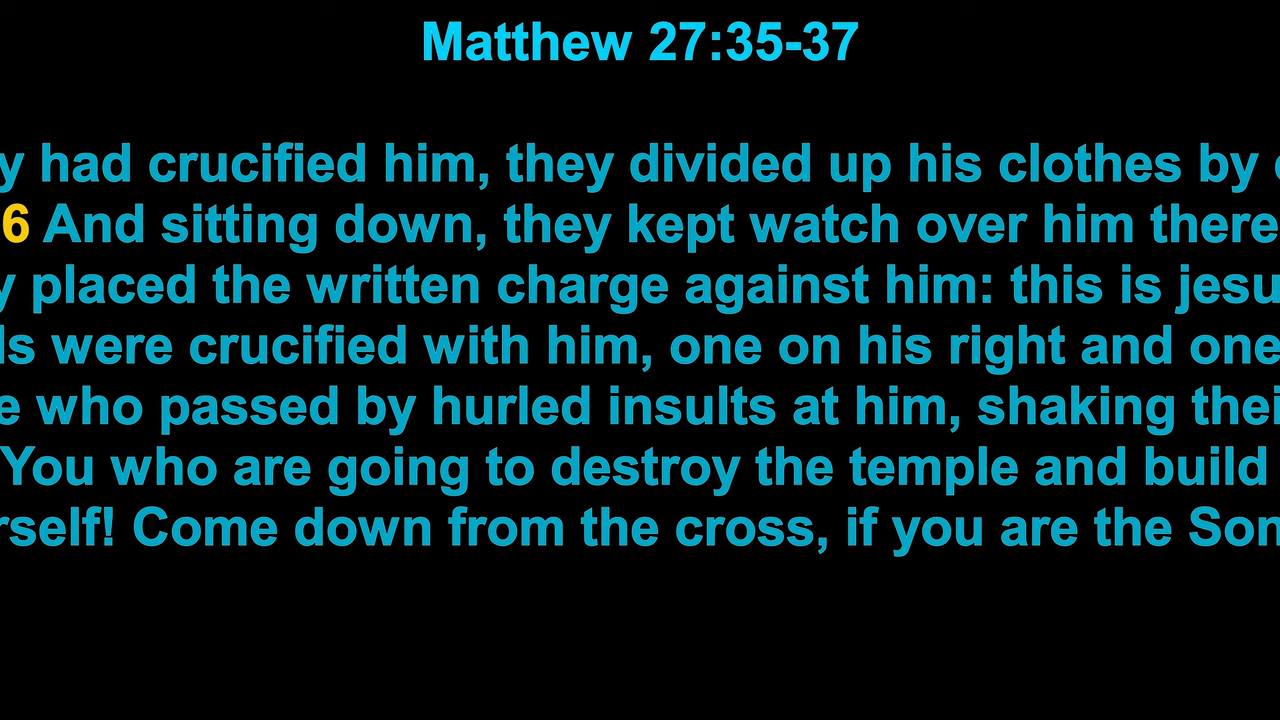 Matthew 27:35-37
y had crucified him, they divided up his clothes by
6 And sitting down, they kept watch over him there
y placed the written charge against him: this is jesu
ls were crucified with him, one on his right and one
e who passed by hurled insults at him, shaking thei
You who are going to destroy the temple and build
rself! Come down from the cross, if you are the Son